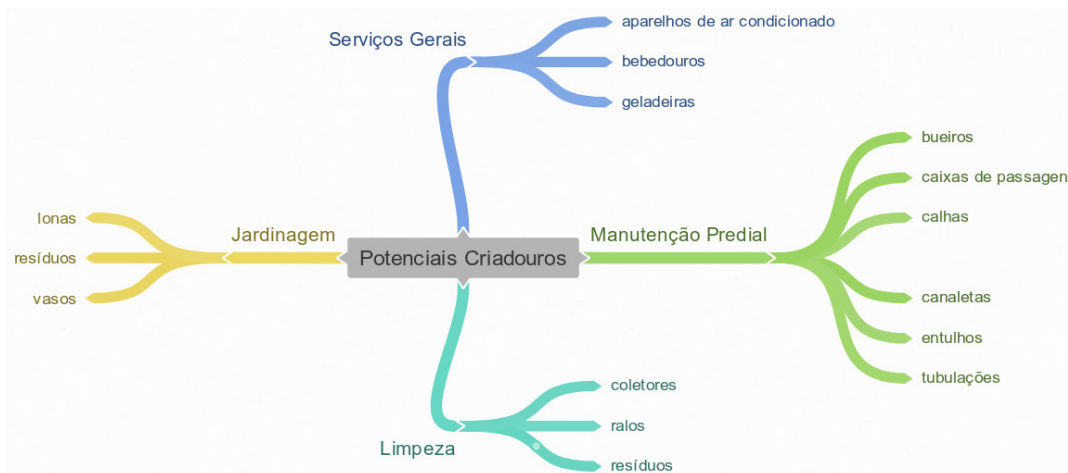 Potenciais Criadouros
Serviços Gerais
aparelhos de ar condicionado
bebedouros
geladeiras
Manutenção Predial
bueiros
caixas de passagen
calhas
canaletas
entulhos
tubulações
Jardinagem
lonas
resíduos
vasos
Limpeza
coletores
ralos
resíduos